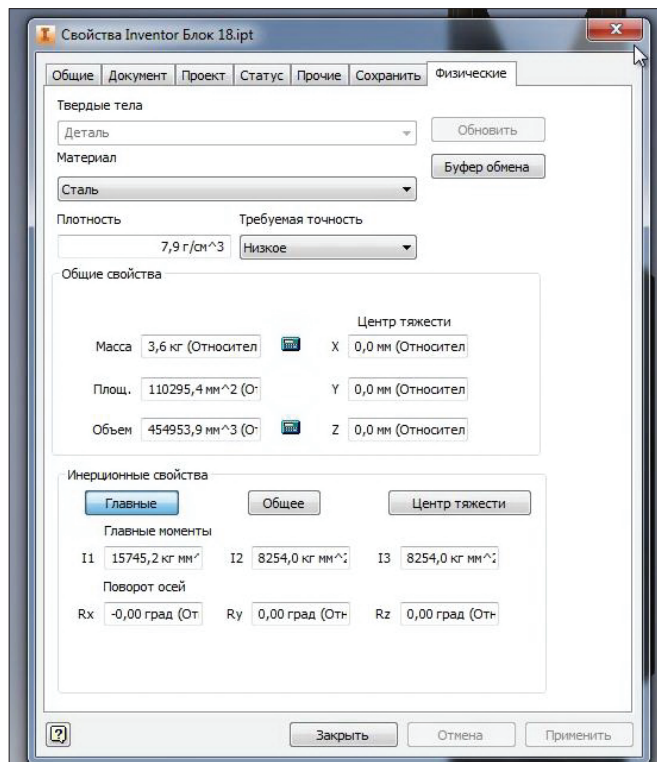 Свойства Inventor Блок 18.ipt
Общие Документ Проект Статус Прочие Сохранить Физические
Твердые тела
Деталь Обновить
Материал Буфер обмена
Сталь
Плотность Требуемая точность
7,9 г/см^3 Низкое
Общие свойства
Центр тяжести
Масса 3,6 кг (Относител X 0,0 мм (Относител
Площ. 110295,4 мм^2 (От Y 0,0 мм (Относител
Объем 454953,9 мм^3 (О Z 0,0 мм (Относител
Инерционные свойства
Главные Общее Центр тяжести
Главные моменты
I1 15745,2 кг мм^ I2 8254,0 кг мм^2 I3 8254,0 кг мм^2
Поворот осей
Rx -0,00 град (От Ry 0,00 град (Отн Rz 0,00 град (Отн
Закрыть Отмена Применить